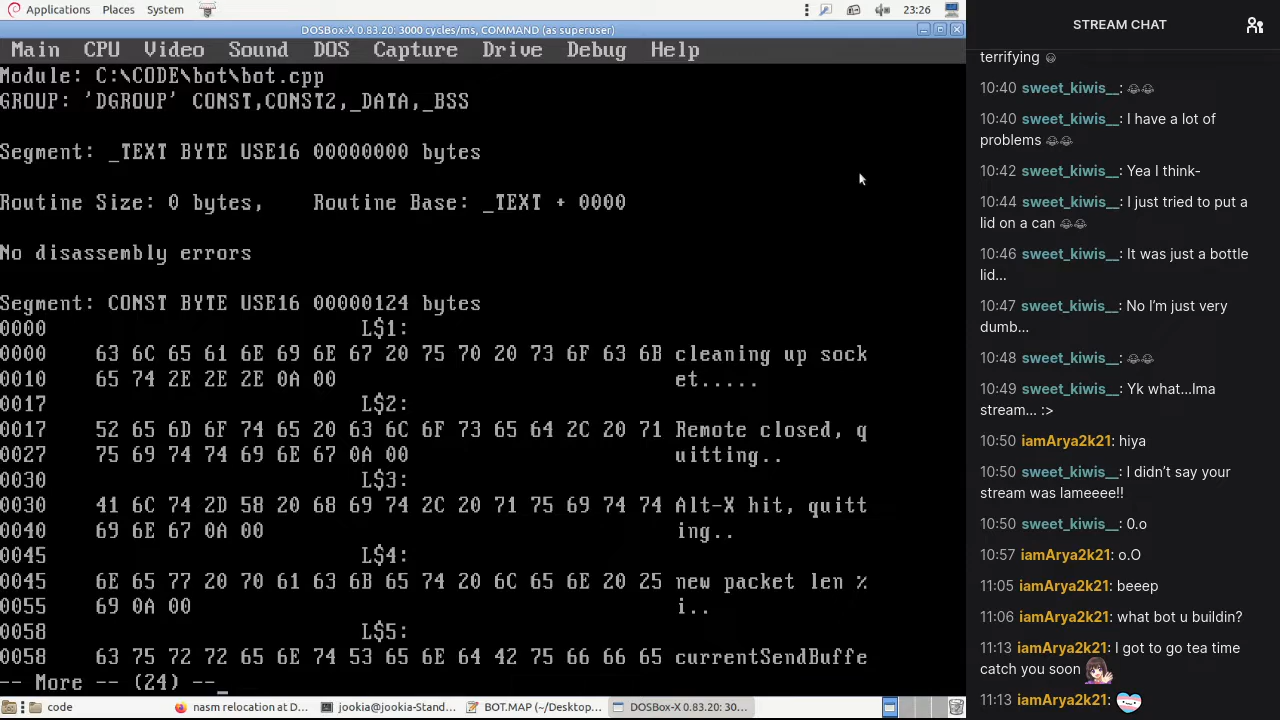 Applications Places System 23:26
DOSBox-X 0.83.20: 3000 cycles/ms, COMMAND (as superuser)
Main CPU Video Sound DOS Capture Drive Debug Help
Module: C:\CODE\bot\bot.cpp
GROUP: 'DGROUP' CONST,CONST2,_DATA,_BSS
Segment: _TEXT BYTE USE16 00000000 bytes
Routine Size: 0 bytes,    Routine Base: _TEXT + 0000
No disassembly errors
Segment: CONST BYTE USE16 00000124 bytes
0000 L$1:
0000 63 6C 65 61 6E 69 6E 67 20 75 70 20 73 6F 63 6B cleaning up sock
0010 65 74 2E 2E 2E 0A 00 et.....
0017 L$2:
0017 52 65 6D 6F 74 65 20 63 6C 6F 73 65 64 2C 20 71 Remote closed, q
0027 75 69 74 74 69 6E 67 0A 00 uitting..
0030 L$3:
0030 41 6C 74 2D 58 20 68 69 74 2C 20 71 75 69 74 74 Alt-X hit, quitt
0040 69 6E 67 0A 00 ing..
0045 L$4:
0045 6E 65 77 20 70 61 63 6B 65 74 20 6C 65 6E 20 25 new packet len %
0055 69 0A 00 i..
0058 L$5:
0058 63 75 72 72 65 6E 74 53 65 6E 64 42 75 66 66 65 currentSendBuffe
-- More -- (24) --_
code nasm relocation at D... jookia@jookia-Stand... BOT.MAP (~/Desktop... DOSBox-X 0.83.20: 30...
STREAM CHAT
terrifying
10:40 sweet_kiwis__: 😂😂
10:40 sweet_kiwis__: I have a lot of
problems 😂😂
10:42 sweet_kiwis__: Yea I think-
10:44 sweet_kiwis__: I just tried to put a
lid on a can 😂😂
10:46 sweet_kiwis__: It was just a bottle
lid...
10:47 sweet_kiwis__: No I'm just very
dumb...
10:48 sweet_kiwis__: 😂😂
10:49 sweet_kiwis__: Yk what...lma
stream... :>
10:50 iamArya2k21: hiya
10:50 sweet_kiwis__: I didn't say your
stream was lameeee!!
10:50 sweet_kiwis__: 0.o
10:57 iamArya2k21: o.O
11:05 iamArya2k21: beeep
11:06 iamArya2k21: what bot u buildin?
11:13 iamArya2k21: I got to go tea time
catch you soon
11:13 iamArya2k21: